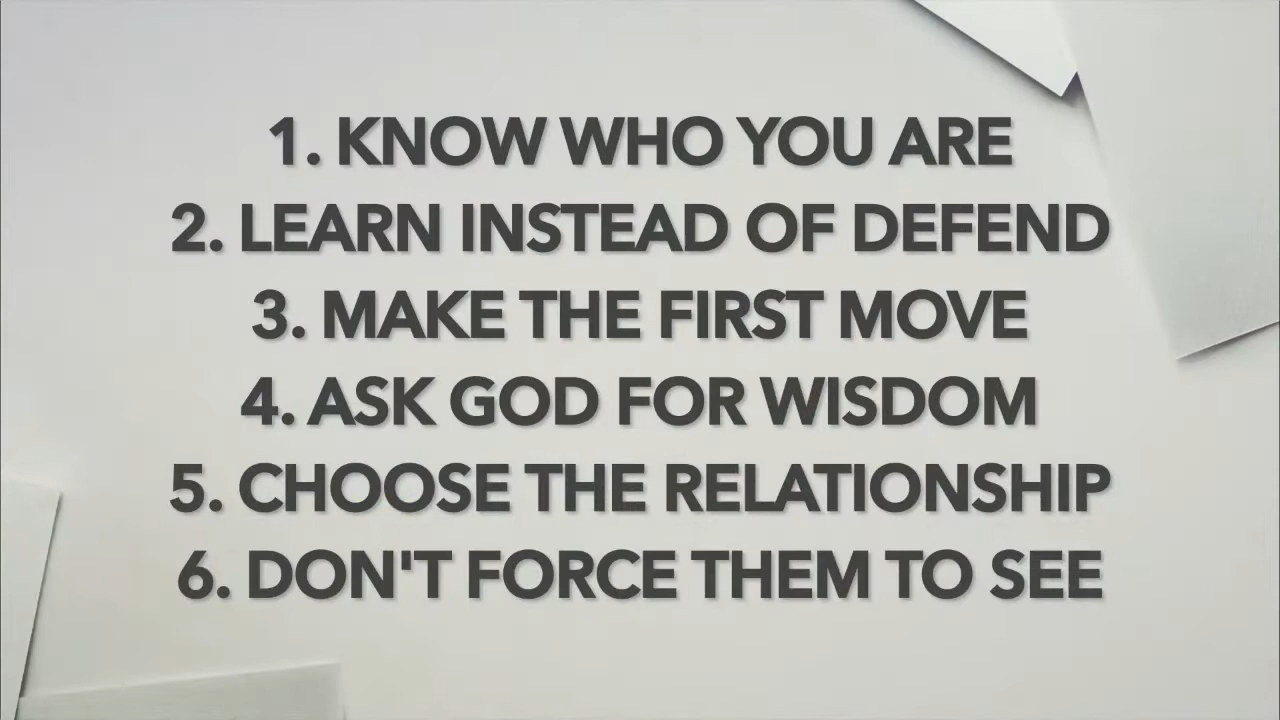 1. KNOW WHO YOU ARE
2. LEARN INSTEAD OF DEFEND
3. MAKE THE FIRST MOVE
4. ASK GOD FOR WISDOM
5. CHOOSE THE RELATIONSHIP
6. DON'T FORCE THEM TO SEE